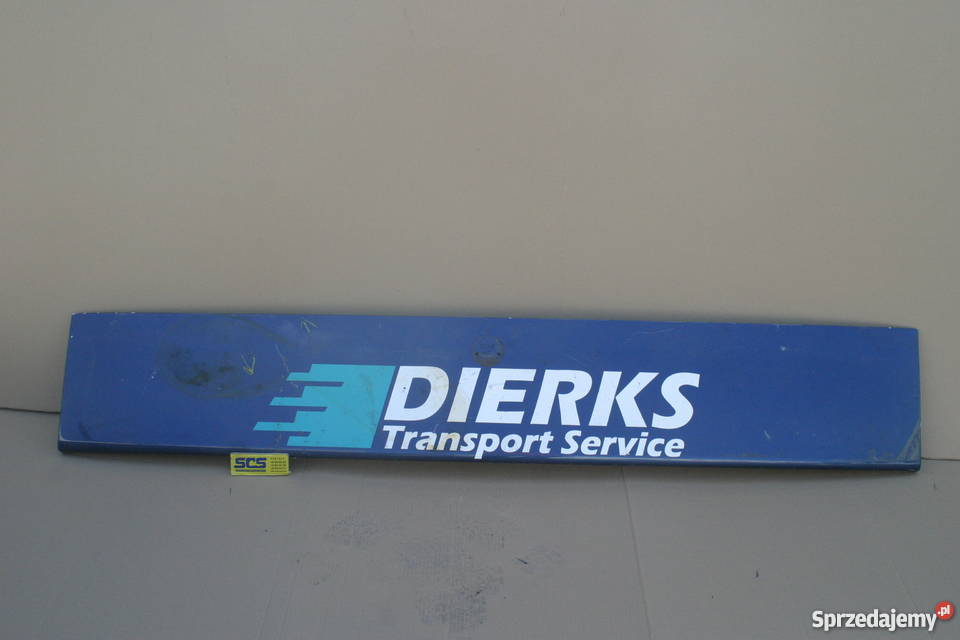 DIERKS
Transport Service
SCS
Sprzedajemy.pl